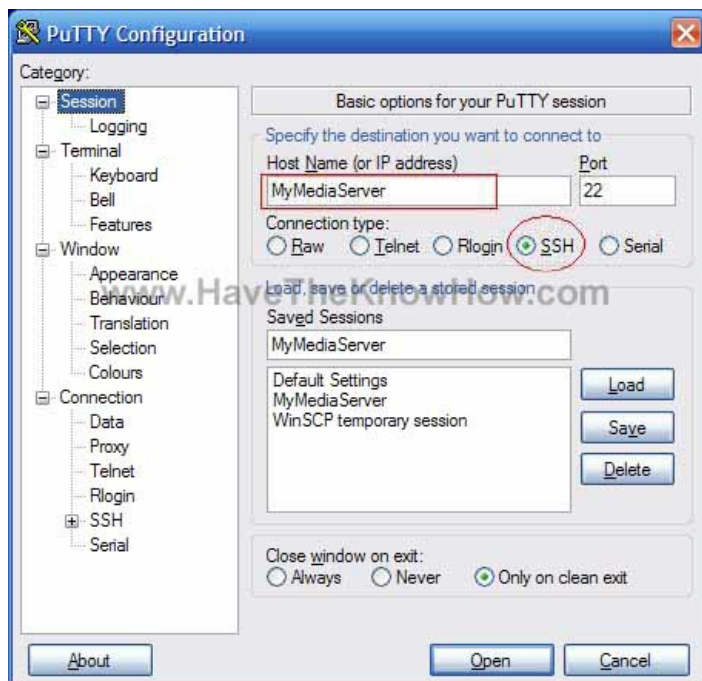 PuTTY Configuration
Category:
Session
Logging
Terminal
Keyboard
Bell
Features
Window
Appearance
Behaviour
Translation
Selection
Colours
Connection
Data
Proxy
Telnet
Rlogin
SSH
Serial
Basic options for your PuTTY session
Specify the destination you want to connect to
Host Name (or IP address) Port
MyMediaServer 22
Connection type:
Raw Telnet Rlogin SSH Serial
www.HaveTheKnowHow.com
Load, save or delete a stored session
Saved Sessions
MyMediaServer
Default Settings
MyMediaServer
WinSCP temporary session
Load
Save
Delete
Close window on exit:
Always Never Only on clean exit
About Open Cancel